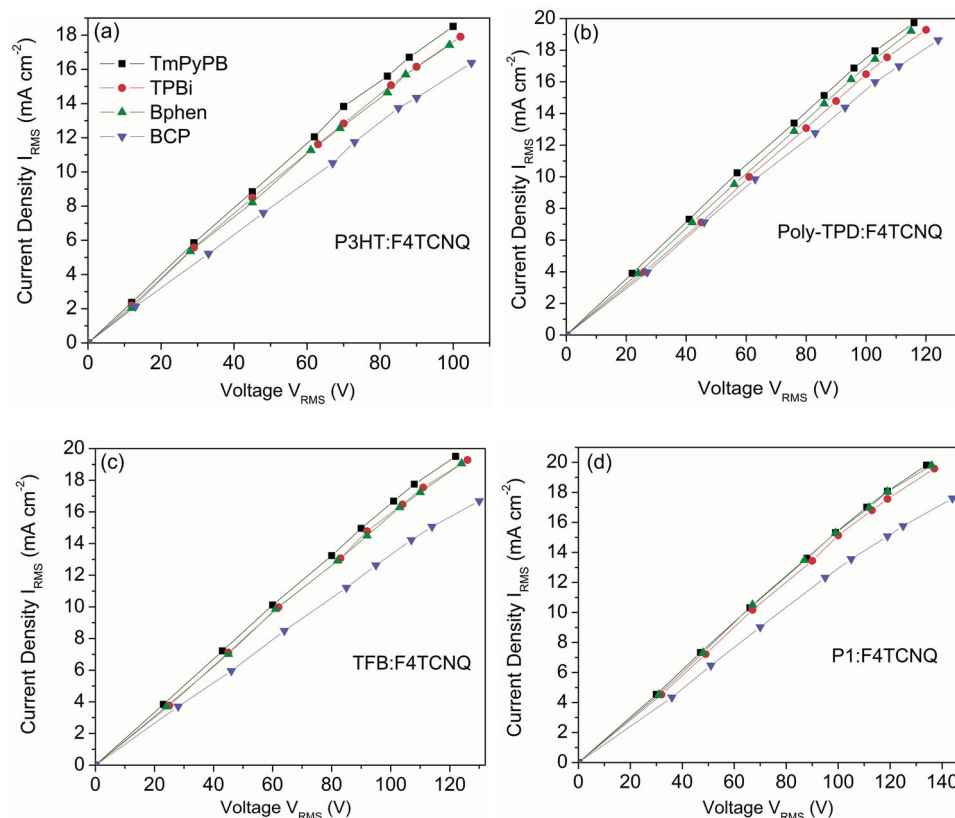 (a)
TmPyPB
TPBi
Bphen
BCP
P3HT:F4TCNQ
Current Density I_RMS (mA cm⁻²)
18
16
14
12
10
8
6
4
2
0
0 20 40 60 80 100
Voltage V_RMS (V)
(b)
Poly-TPD:F4TCNQ
Current Density I_RMS (mA cm⁻²)
20
18
16
14
12
10
8
6
4
2
0
0 20 40 60 80 100 120
Voltage V_RMS (V)
(c)
TFB:F4TCNQ
Current Density I_RMS (mA cm⁻²)
20
18
16
14
12
10
8
6
4
2
0
0 20 40 60 80 100 120
Voltage V_RMS (V)
(d)
P1:F4TCNQ
Current Density I_RMS (mA cm⁻²)
20
18
16
14
12
10
8
6
4
2
0
0 20 40 60 80 100 120 140
Voltage V_RMS (V)